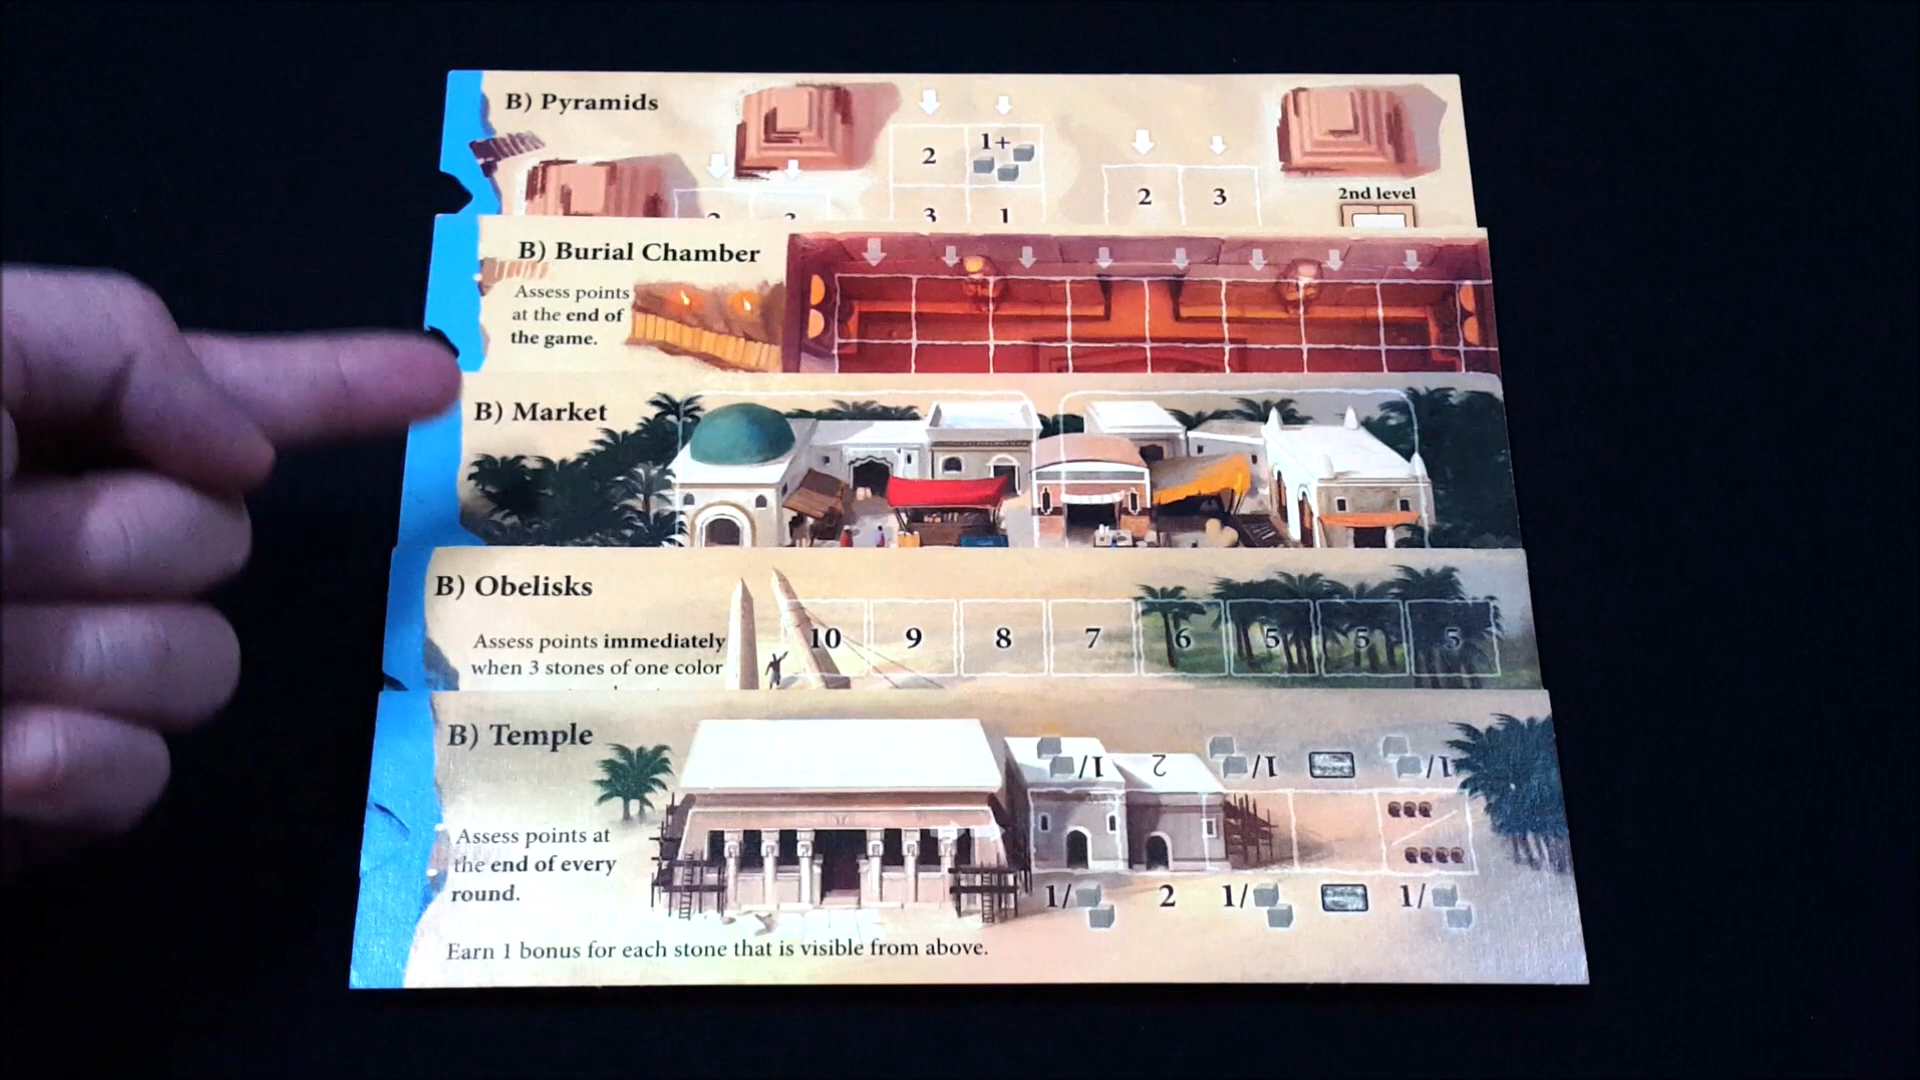 B) Pyramids
2
1+
2
3
3
1
2nd level
B) Burial Chamber
Assess points
at the end of
the game.
B) Market
B) Obelisks
Assess points immediately
when 3 stones of one color
10 9 8 7 6 5 5 5
B) Temple
1/ 2 1/ 1/
Assess points at
the end of every
round.
1/ 2 1/ 1/
Earn 1 bonus for each stone that is visible from above.